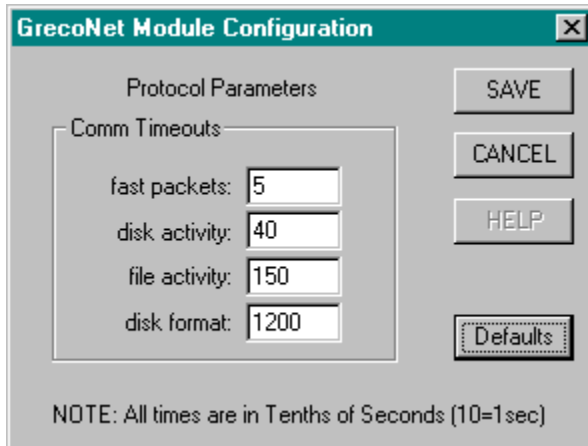 GrecoNet Module Configuration
Protocol Parameters
SAVE
Comm Timeouts
CANCEL
fast packets: 5
disk activity: 40
HELP
file activity: 150
disk format: 1200
Defaults
NOTE: All times are in Tenths of Seconds (10=1sec)